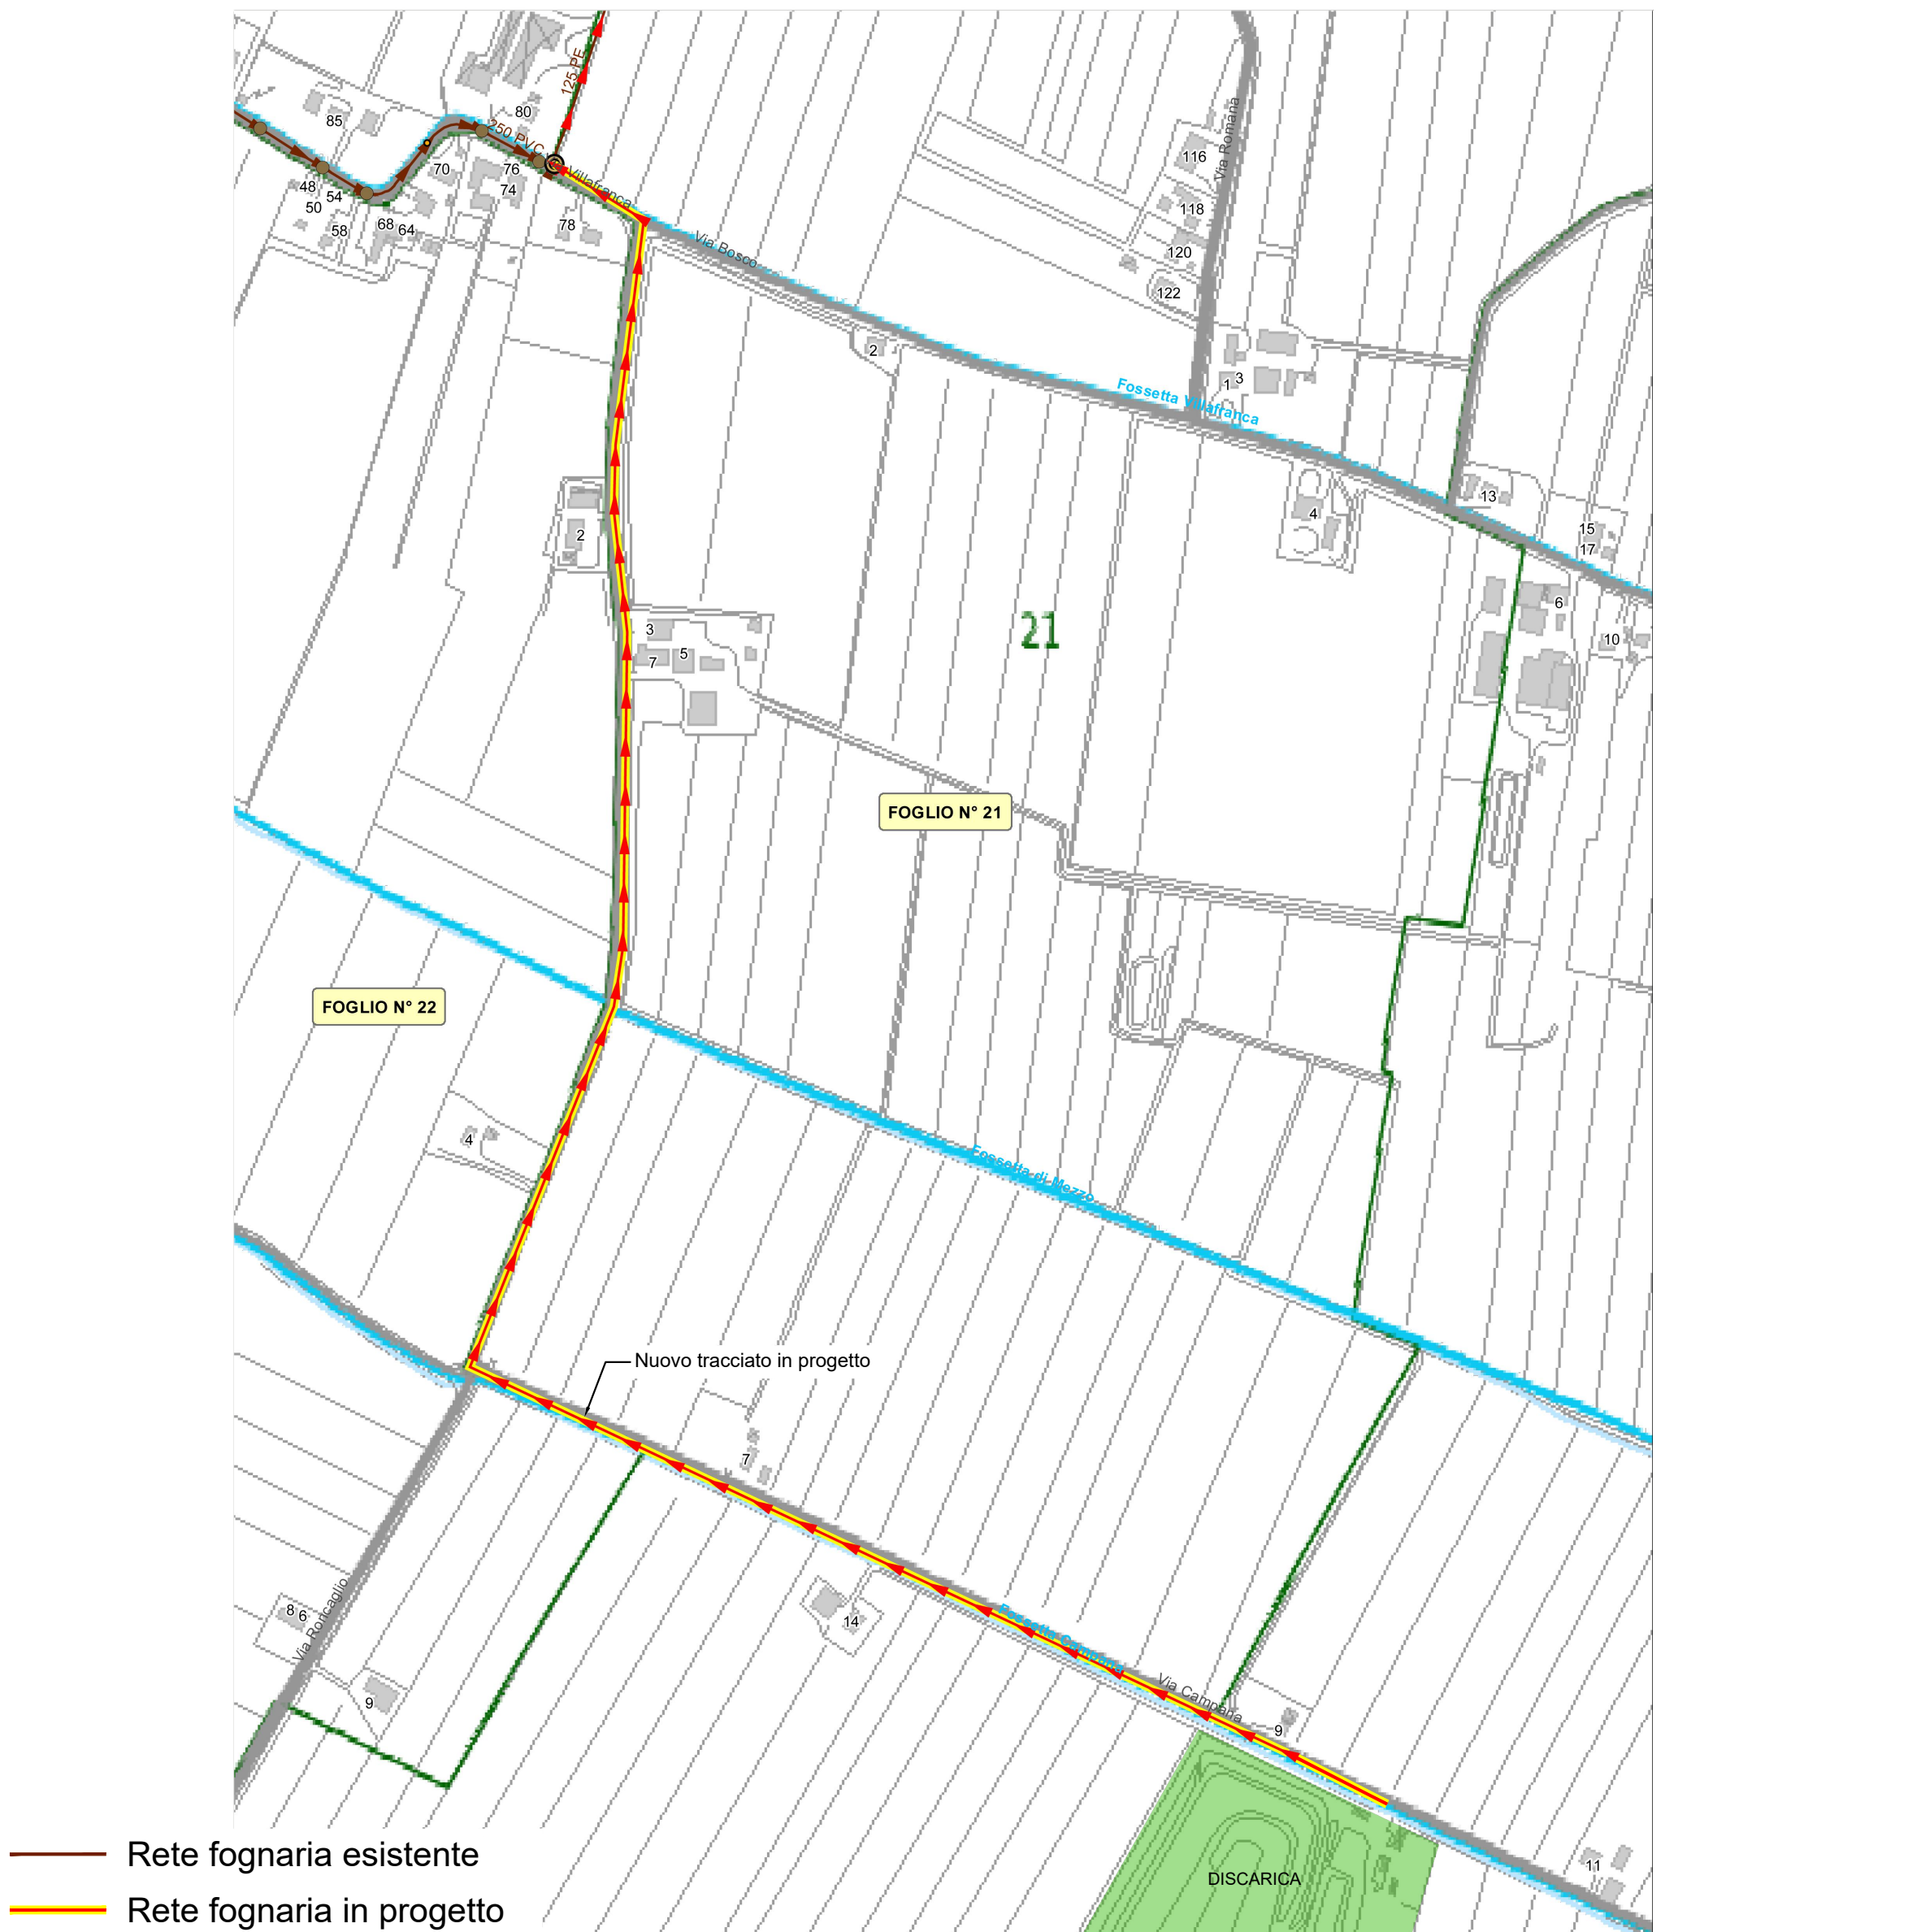 125 PE
80
85
250 PVC
Villafranca
48
50
54
58
68
64
70
76
74
78
Via Bosco
Via Romana
116
118
120
122
2
1
3
Fossetta Villafranca
4
13
15
17
2
3
7
5
21
6
10
FOGLIO N° 21
FOGLIO N° 22
4
Fossetta di Mezzo
Nuovo tracciato in progetto
7
8
6
Via Roncaglio
9
14
Fossetta Campana
Via Campana
9
DISCARICA
11
Rete fognaria esistente
Rete fognaria in progetto